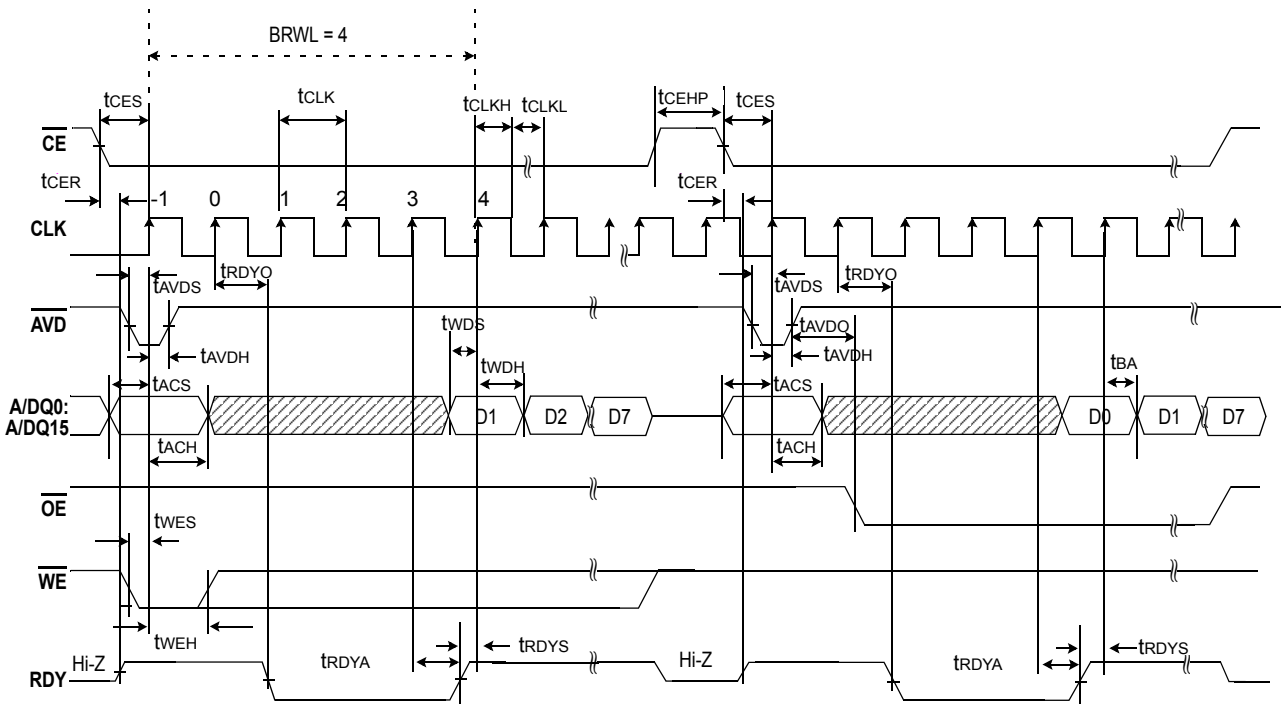 BRWL = 4
tCES
tCLK
tCLKH
tCLKL
tCEHP
tCES
CE
tCER
tCER
-1
0
1
2
3
4
CLK
tRDYO
tRDYO
tAVDS
tAVDS
AVD
tWDS
tAVDO
tAVDH
tAVDH
tWDH
tBA
tACS
tACS
A/DQ0:
A/DQ15
D1
D2
D7
D0
D1
D7
tACH
tACH
OE
tWES
WE
tWEH
tRDYS
tRDYS
Hi-Z
tRDYA
Hi-Z
tRDYA
RDY